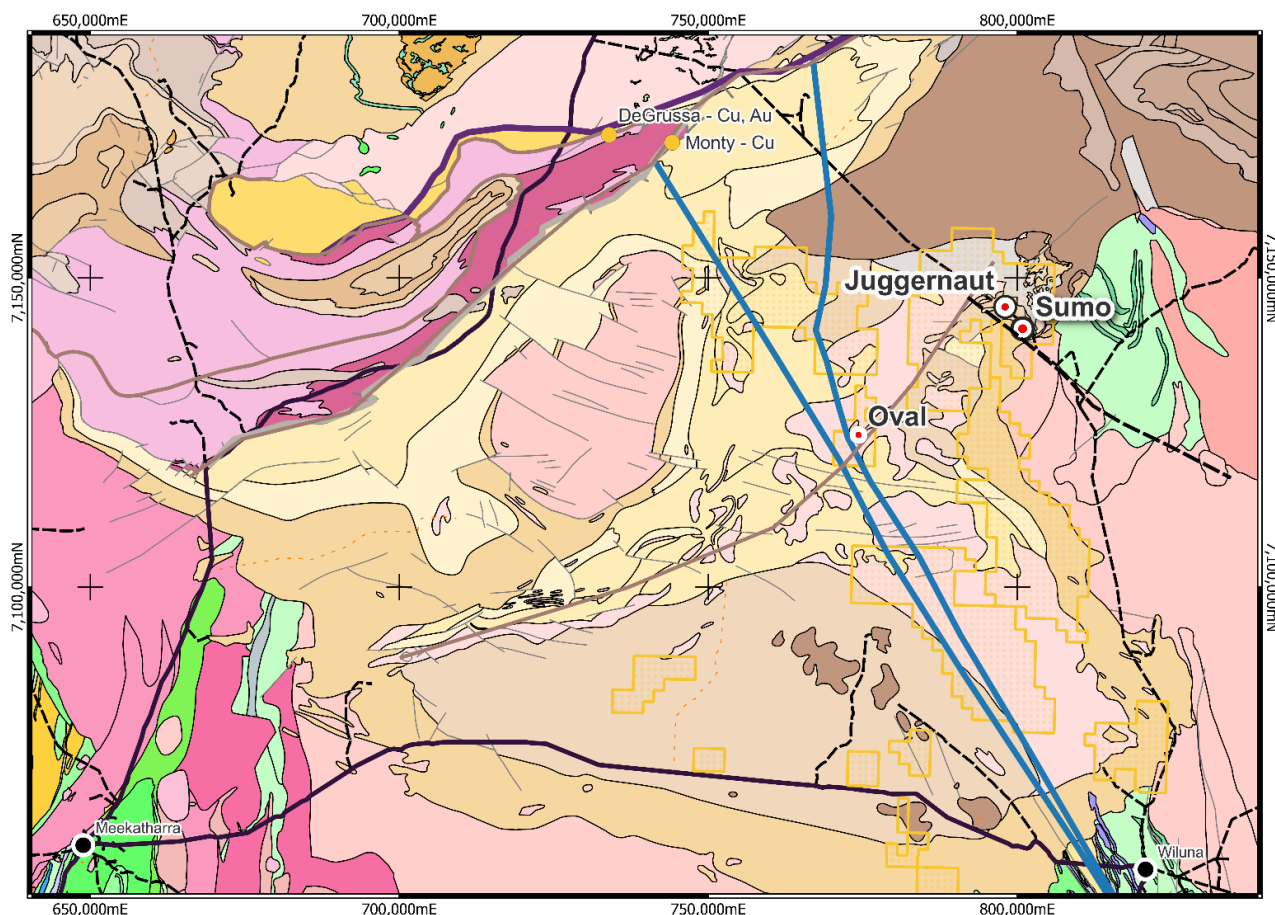 650,000mE
700,000mE
750,000mE
800,000mE
DeGrussa - Cu, Au
Monty - Cu
7,150,000mN
7,150,000mN
Juggernaut
Sumo
Oval
7,100,000mN
7,100,000mN
Meekatharra
Wiluna
650,000mE
700,000mE
750,000mE
800,000mE